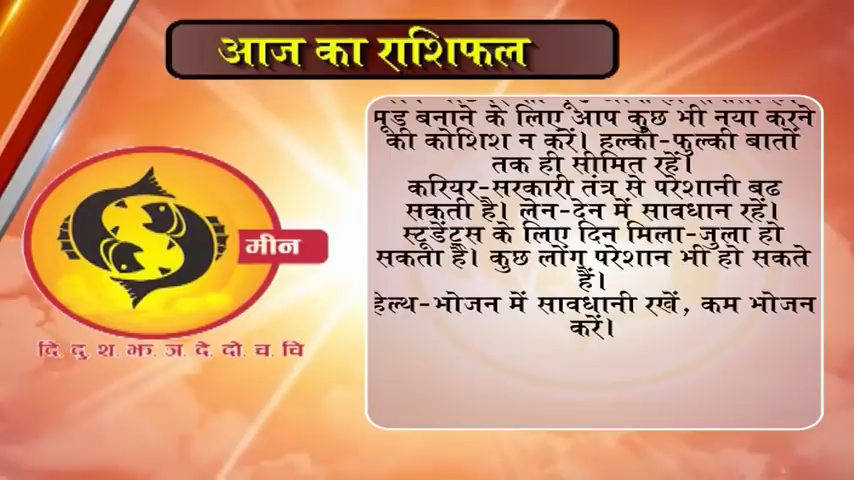 आज का राशिफल
मूड बनाने के लिए आप कुछ भी नया करने
की कोशिश न करें। हल्की-फुल्की बातों
तक ही सीमित रहें।
करियर-सरकारी तंत्र से परेशानी बढ
सकती है। लेन-देन में सावधान रहें।
स्टूडेंट्स के लिए दिन मिला-जुला हो
सकता है। कुछ लोग परेशान भी हो सकते
हैं।
हेल्थ-भोजन में सावधानी रखें, कम भोजन
करें।
मीन
दि. दु. श. झ. ञ. दे. दो. च. चि